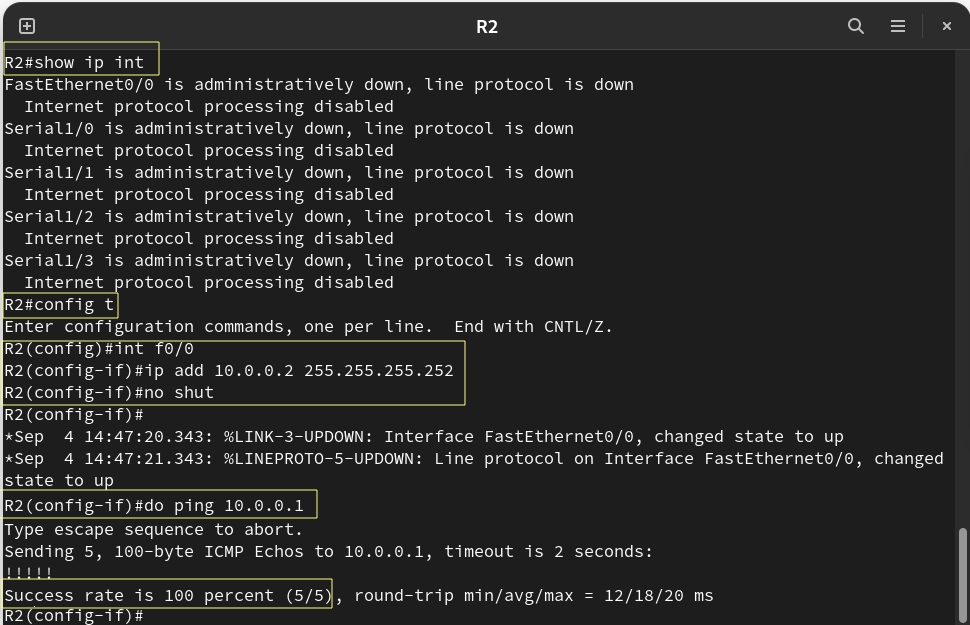 R2
R2#show ip int
FastEthernet0/0 is administratively down, line protocol is down
  Internet protocol processing disabled
Serial1/0 is administratively down, line protocol is down
  Internet protocol processing disabled
Serial1/1 is administratively down, line protocol is down
  Internet protocol processing disabled
Serial1/2 is administratively down, line protocol is down
  Internet protocol processing disabled
Serial1/3 is administratively down, line protocol is down
  Internet protocol processing disabled
R2#config t
Enter configuration commands, one per line.  End with CNTL/Z.
R2(config)#int f0/0
R2(config-if)#ip add 10.0.0.2 255.255.255.252
R2(config-if)#no shut
R2(config-if)#
*Sep  4 14:47:20.343: %LINK-3-UPDOWN: Interface FastEthernet0/0, changed state to up
*Sep  4 14:47:21.343: %LINEPROTO-5-UPDOWN: Line protocol on Interface FastEthernet0/0, changed
state to up
R2(config-if)#do ping 10.0.0.1
Type escape sequence to abort.
Sending 5, 100-byte ICMP Echos to 10.0.0.1, timeout is 2 seconds:
!!!!!
Success rate is 100 percent (5/5), round-trip min/avg/max = 12/18/20 ms
R2(config-if)#